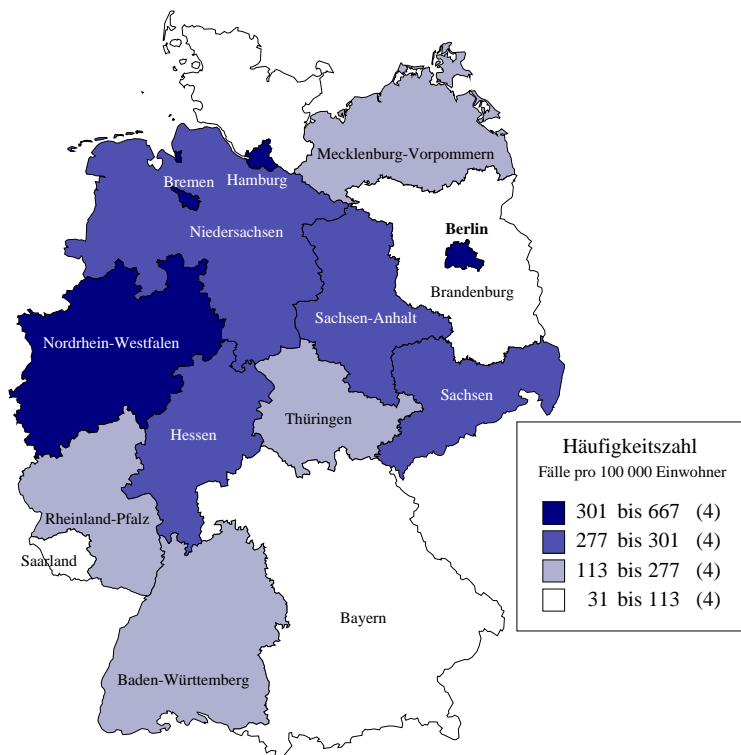 Mecklenburg-Vorpommern
Bremen
Hamburg
Niedersachsen
Berlin
Brandenburg
Sachsen-Anhalt
Nordrhein-Westfalen
Sachsen
Thüringen
Hessen
Rheinland-Pfalz
Saarland
Bayern
Baden-Württemberg
Häufigkeitszahl
Fälle pro 100 000 Einwohner
301 bis 667 (4)
277 bis 301 (4)
113 bis 277 (4)
31 bis 113 (4)